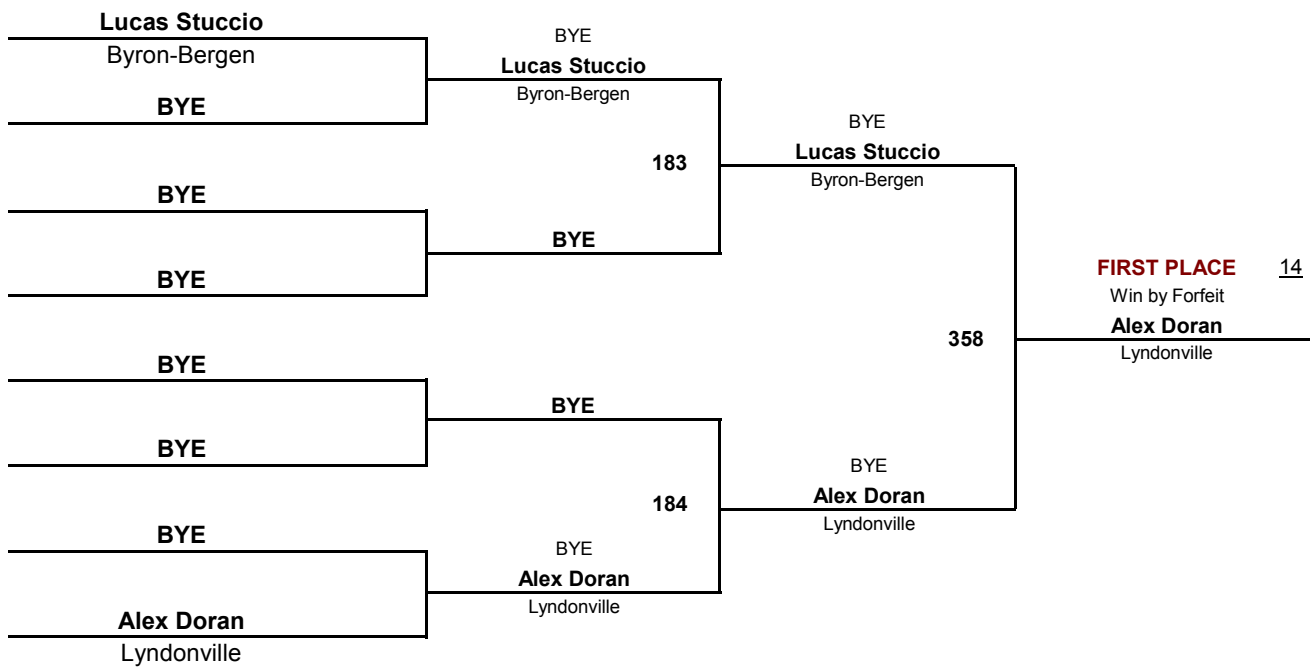 Lucas Stuccio
Byron-Bergen
BYE
BYE
BYE
BYE
BYE
BYE
Alex Doran
Lyndonville
BYE
Lucas Stuccio
Byron-Bergen
183
BYE
BYE
184
BYE
Alex Doran
Lyndonville
BYE
Lucas Stuccio
Byron-Bergen
358
BYE
Alex Doran
Lyndonville
FIRST PLACE 14
Win by Forfeit
Alex Doran
Lyndonville